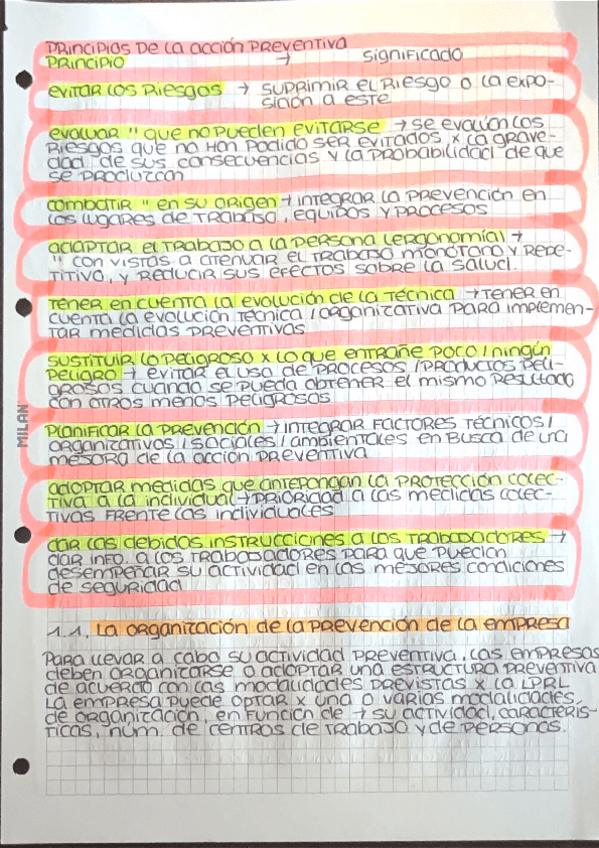 PRINCIPIOS DE LA ACCIÓN PREVENTIVA
PRINCIPIO → SIGNIFICADO
EVITAR LOS RIESGOS → SUPRIMIR EL RIESGO O LA EXPO-
SICIÓN A ESTE
EVALUAR " QUE NO PUEDEN EVITARSE → SE EVALÚAN LOS
RIESGOS QUE NO HAN PODIDO SER EVITADOS X LA GRAVE-
DAD DE SUS CONSECUENCIAS Y LA PROBABILIDAD DE QUE
SE PRODUZCAN
COMBATIR " EN SU ORIGEN → INTEGRAR LA PREVENCIÓN EN
LOS LUGARES DE TRABAJO, EQUIPOS Y PROCESOS
ADAPTAR EL TRABAJO A LA PERSONA (ERGONOMÍA) →
" CON VISTAS A ATENUAR EL TRABAJO MONÓTONO Y REPE-
TITIVO, Y REDUCIR SUS EFECTOS SOBRE LA SALUD.
TENER EN CUENTA LA EVOLUCIÓN DE LA TÉCNICA → TENER EN
CUENTA LA EVOLUCIÓN TÉCNICA / ORGANIZATIVA PARA IMPLEMEN-
TAR MEDIDAS PREVENTIVAS
SUSTITUIR LO PELIGROSO X LO QUE ENTRAÑE POCO / NINGÚN
PELIGRO → EVITAR EL USO DE PROCESOS / PRODUCTOS PELI-
GROSOS CUANDO SE PUEDA OBTENER EL MISMO RESULTADO
CON OTROS MENOS PELIGROSOS
MILAN
PLANIFICAR LA PREVENCIÓN → INTEGRAR FACTORES TÉCNICOS /
ORGANIZATIVOS / SOCIALES / AMBIENTALES EN BUSCA DE UNA
MEJORA DE LA ACCIÓN PREVENTIVA
ADOPTAR MEDIDAS QUE ANTEPONGAN LA PROTECCIÓN COLEC-
TIVA A LA INDIVIDUAL → PRIORIDAD A LAS MEDIDAS COLEC-
TIVAS FRENTE LAS INDIVIDUALES
DAR LAS DEBIDAS INSTRUCCIONES A LOS TRABAJADORES →
DAR INFO. A LOS TRABAJADORES PARA QUE PUEDAN
DESEMPEÑAR SU ACTIVIDAD EN LAS MEJORES CONDICIONES
DE SEGURIDAD
1.1. LA ORGANIZACIÓN DE LA PREVENCIÓN DE LA EMPRESA
PARA LLEVAR A CABO SU ACTIVIDAD PREVENTIVA, LAS EMPRESAS
DEBEN ORGANIZARSE O ADOPTAR UNA ESTRUCTURA PREVENTIVA
DE ACUERDO CON LAS MODALIDADES PREVISTAS X LA LPRL
LA EMPRESA PUEDE OPTAR X UNA O VARIAS MODALIDADES
DE ORGANIZACIÓN, EN FUNCIÓN DE → SU ACTIVIDAD, CARACTERÍS-
TICAS, NÚM. DE CENTROS DE TRABAJO Y DE PERSONAS.